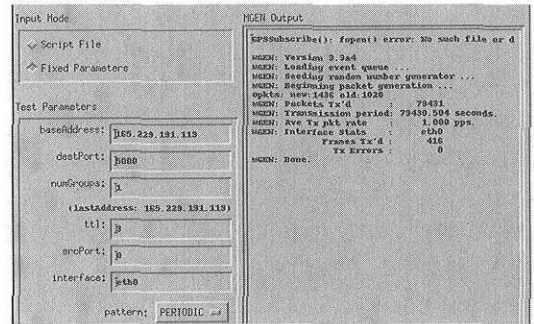 Input Mode
Script File
Fixed Parameters
Test Parameters
baseAddress: 165.229.191.119
destPort: 5000
numGroups: 1
(lastAddress: 165.229.191.119)
ttl: 3
srcPort: 0
interface: eth0
pattern: PERIODIC
MGEN Output
GPSSubscribe(): fopen() error: No such file or d
MGEN: Version 3.3a4
MGEN: Loading event queue ...
MGEN: Seeding random number generator ...
MGEN: Beginning packet generation ...
opkts: new:1436 old:1020
MGEN: Packets Tx'd : 79431
MGEN: Transmission period: 79430.504 seconds.
MGEN: Ave Tx pkt rate : 1.000 pps.
MGEN: Interface Stats : eth0
Frames Tx'd : 416
Tx Errors : 0
MGEN: Done.